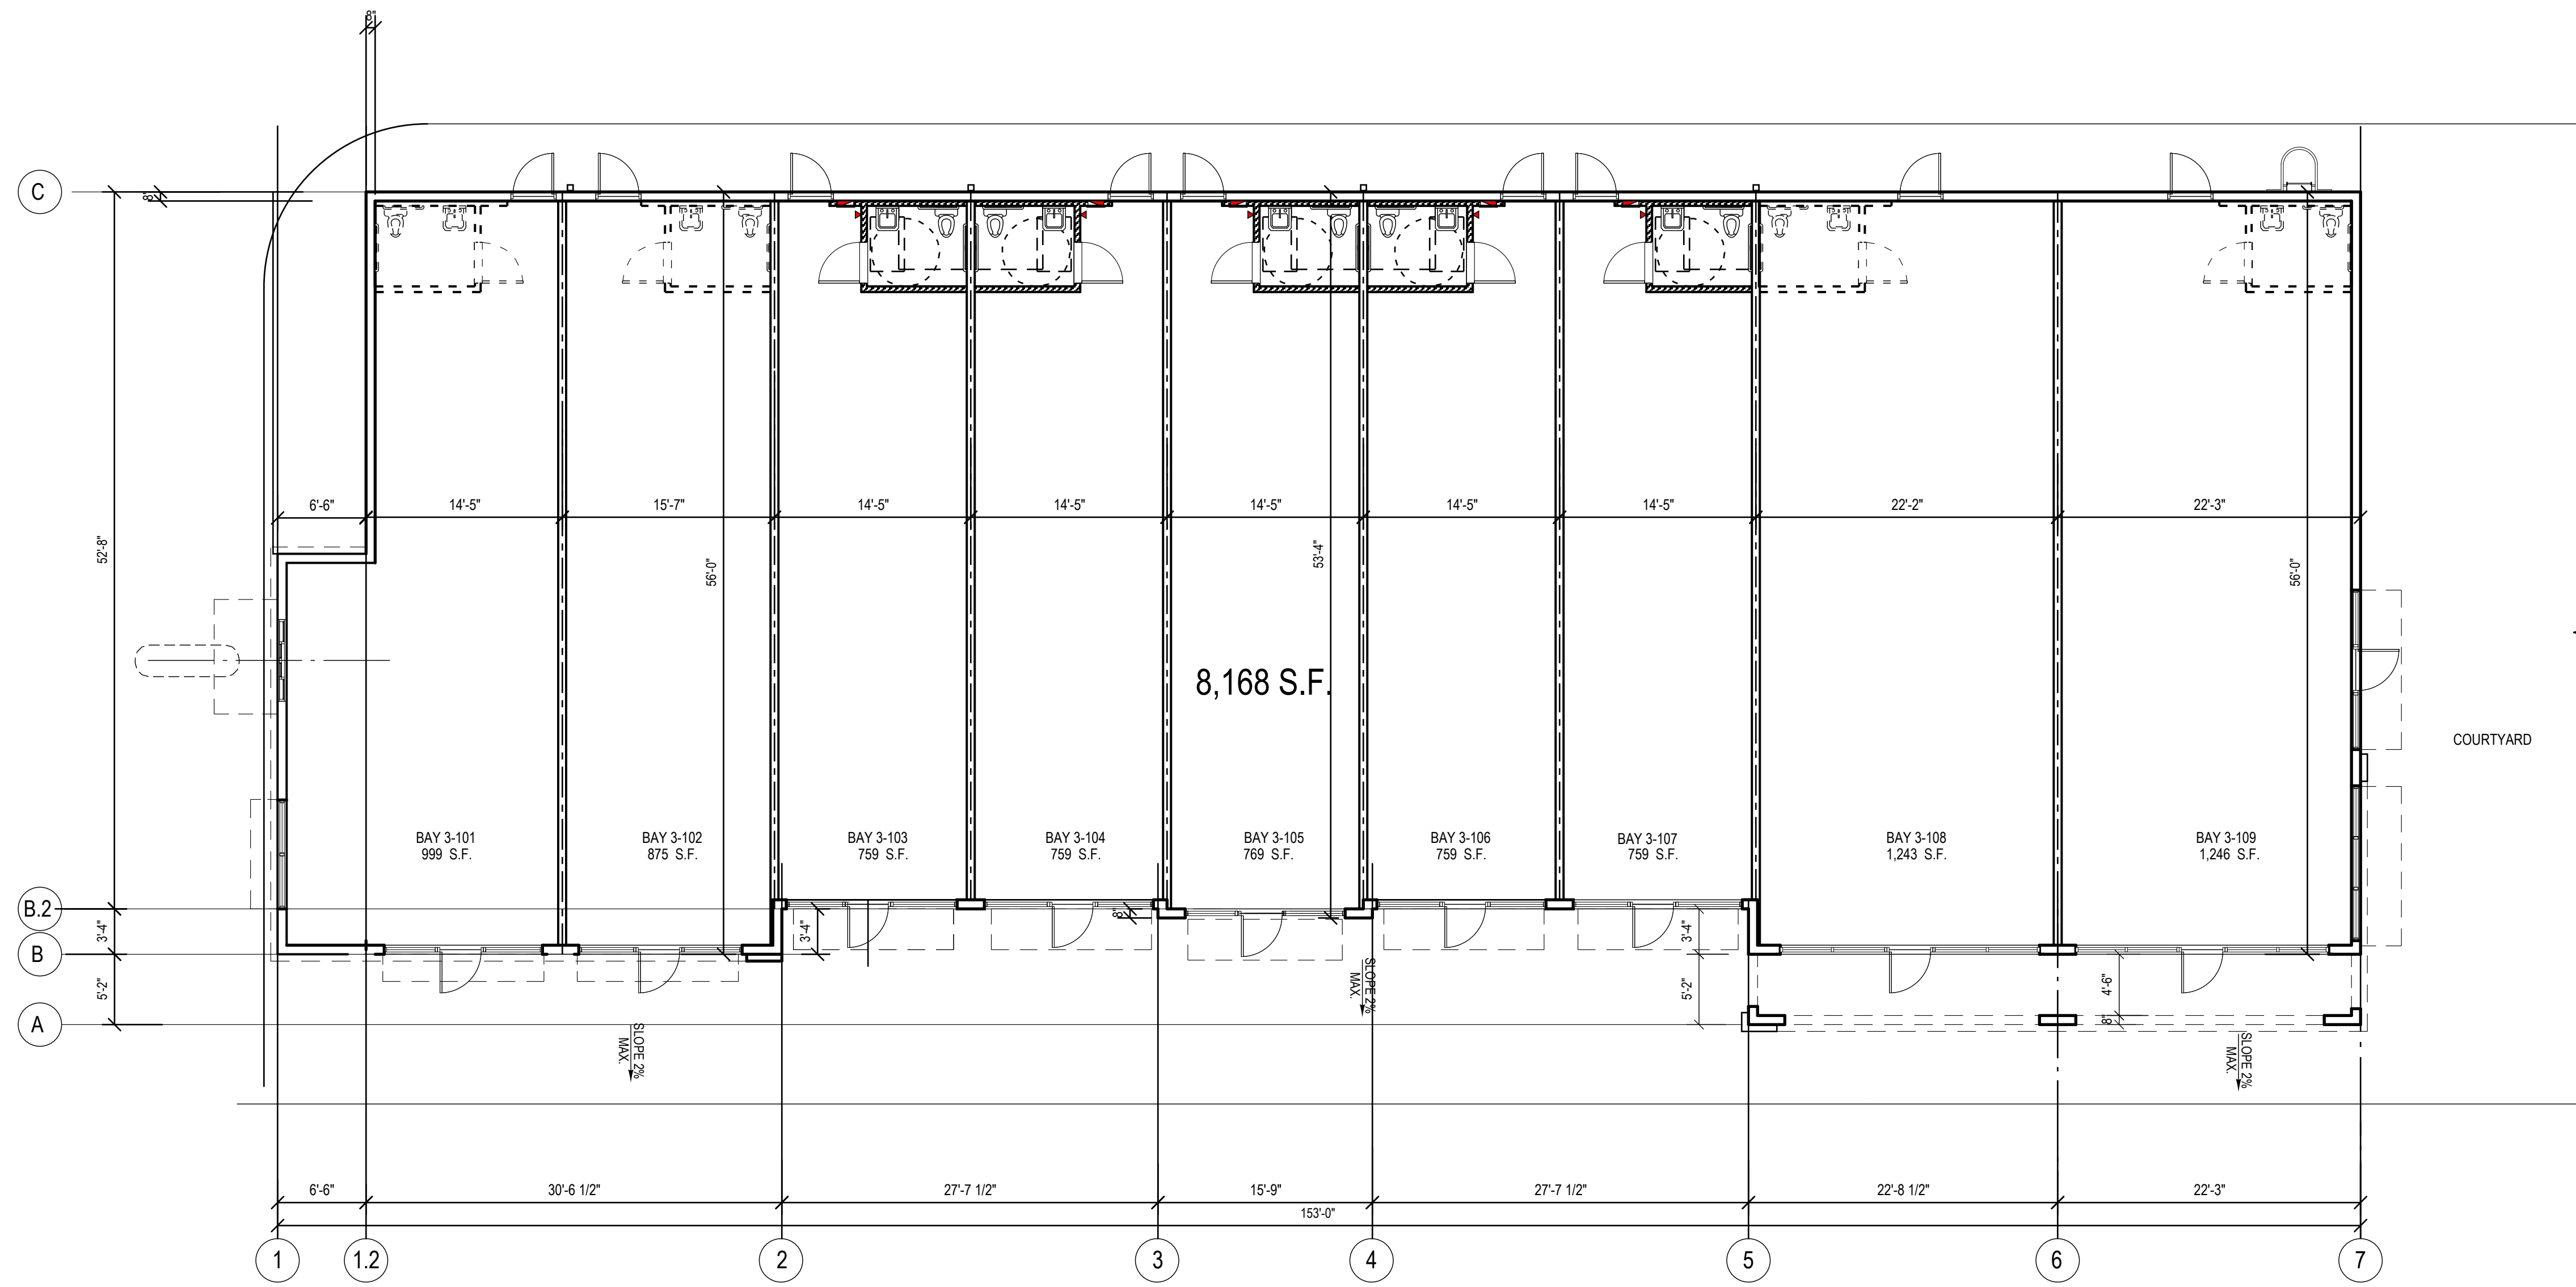 8"
C
8"
6'-6"
14'-5"
15'-7"
14'-5"
14'-5"
14'-5"
14'-5"
14'-5"
22'-2"
22'-3"
52'-8"
56'-0"
53'-4"
56'-0"
8,168 S.F.
COURTYARD
BAY 3-101
999 S.F.
BAY 3-102
875 S.F.
BAY 3-103
759 S.F.
BAY 3-104
759 S.F.
BAY 3-105
769 S.F.
BAY 3-106
759 S.F.
BAY 3-107
759 S.F.
BAY 3-108
1,243 S.F.
BAY 3-109
1,246 S.F.
B.2
3'-4"
3'-4"
8"
3'-4"
B
5'-2"
5'-2"
4'-6"
8"
A
SLOPE 2%
MAX.
SLOPE 2%
MAX.
SLOPE 2%
MAX.
6'-6"
30'-6 1/2"
27'-7 1/2"
15'-9"
27'-7 1/2"
22'-8 1/2"
22'-3"
153'-0"
1
1.2
2
3
4
5
6
7